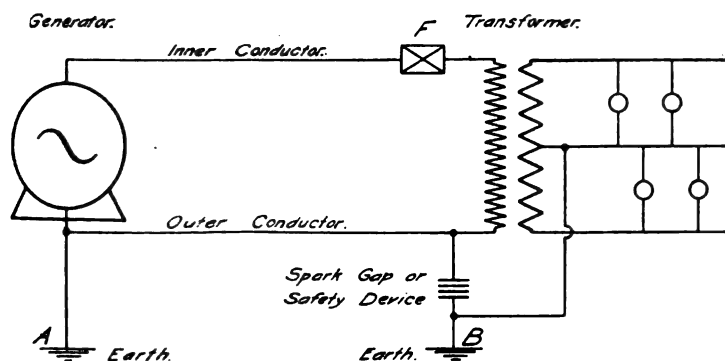 Generator.
F
Transformer.
Inner Conductor.
Outer Conductor.
Spark Gap or
Safety Device
A
Earth.
B
Earth.